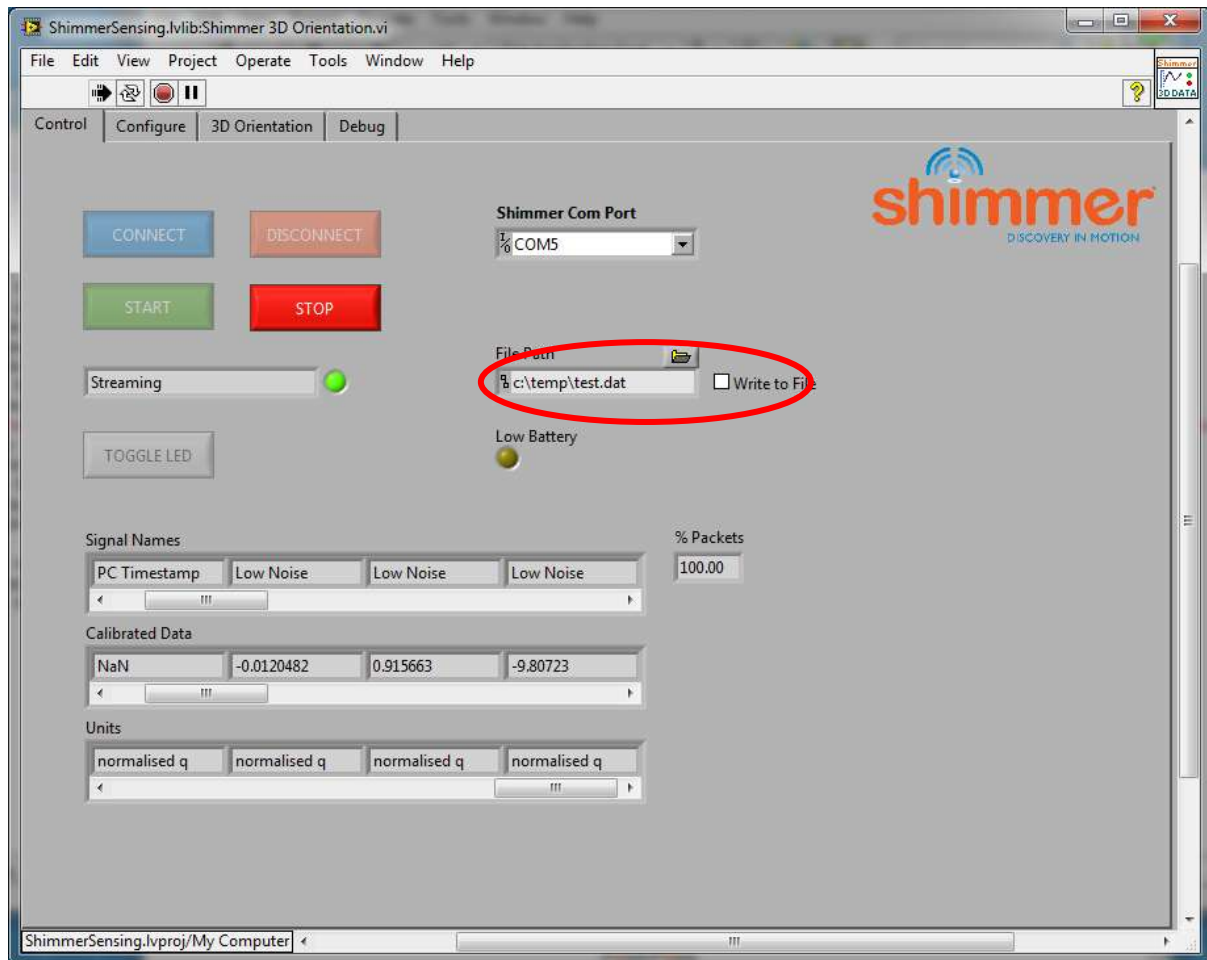 ShimmerSensing.lvlib:Shimmer 3D Orientation.vi
File Edit View Project Operate Tools Window Help
Shimmer
3D DATA
Control Configure 3D Orientation Debug
shimmer
DISCOVERY IN MOTION
CONNECT DISCONNECT
Shimmer Com Port
COM5
START STOP
File Path
Streaming
c:\temp\test.dat
Write to File
TOGGLE LED
Low Battery
Signal Names
% Packets
PC Timestamp Low Noise Low Noise Low Noise
100.00
Calibrated Data
NaN -0.0120482 0.915663 -9.80723
Units
normalised q normalised q normalised q normalised q
ShimmerSensing.lvproj/My Computer